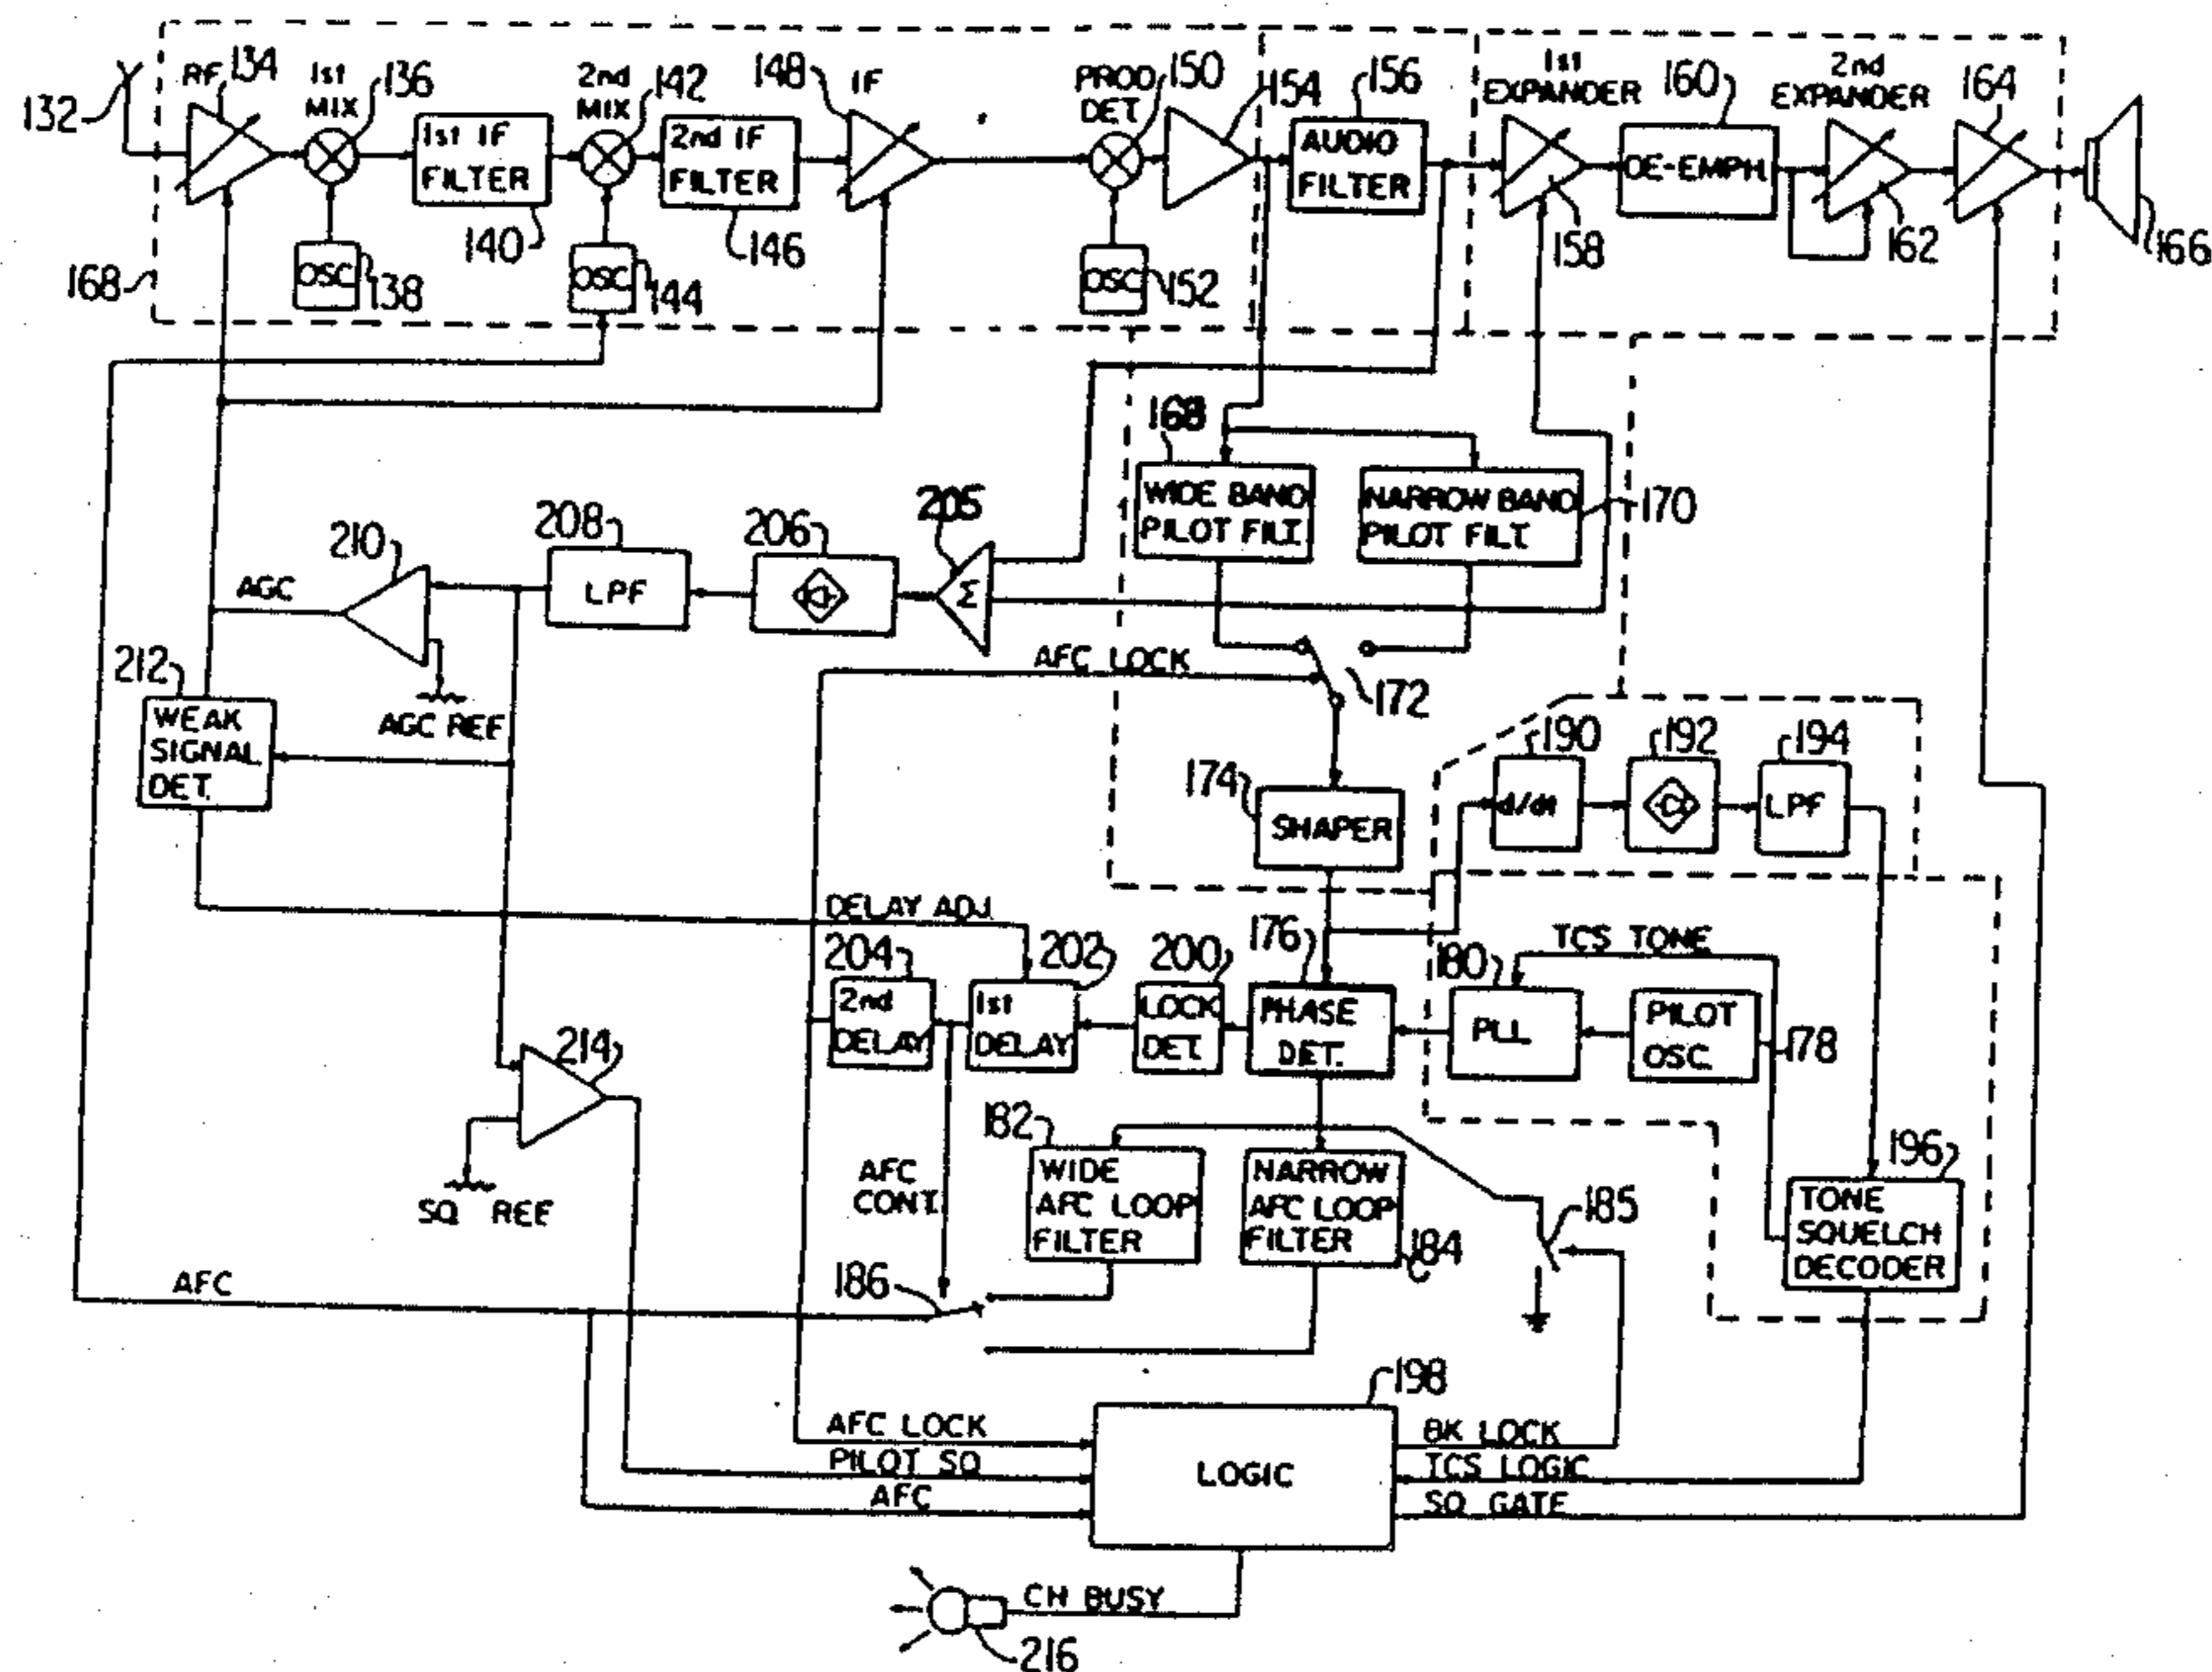 132
RF
134
1st
MIX
136
1st IF
FILTER
140
OSC
138
168
2nd
MIX
142
OSC
144
2nd IF
FILTER
146
148
IF
PROD
DET.
150
OSC
152
154
156
AUDIO
FILTER
1st
EXPANDER
158
160
DE-EMPH.
2nd
EXPANDER
162
164
166
168
WIDE BAND
PILOT FILT.
NARROW BAND
PILOT FILT.
170
205
Σ
206
208
LPF
210
AGC
AGC REF
212
WEAK
SIGNAL
DET.
AFC LOCK
172
174
SHAPER
190
d/dt
192
194
LPF
DELAY ADJ.
204
2nd
DELAY
202
1st
DELAY
200
LOCK
DET.
176
PHASE
DET.
TCS TONE
180
PLL
PILOT
OSC.
178
214
SQ REF
AFC
CONT.
182
WIDE
AFC LOOP
FILTER
NARROW
AFC LOOP
FILTER
184
185
196
TONE
SQUELCH
DECODER
AFC
186
198
LOGIC
AFC LOCK
PILOT SQ
AFC
BK LOCK
TCS LOGIC
SQ GATE
CH BUSY
216